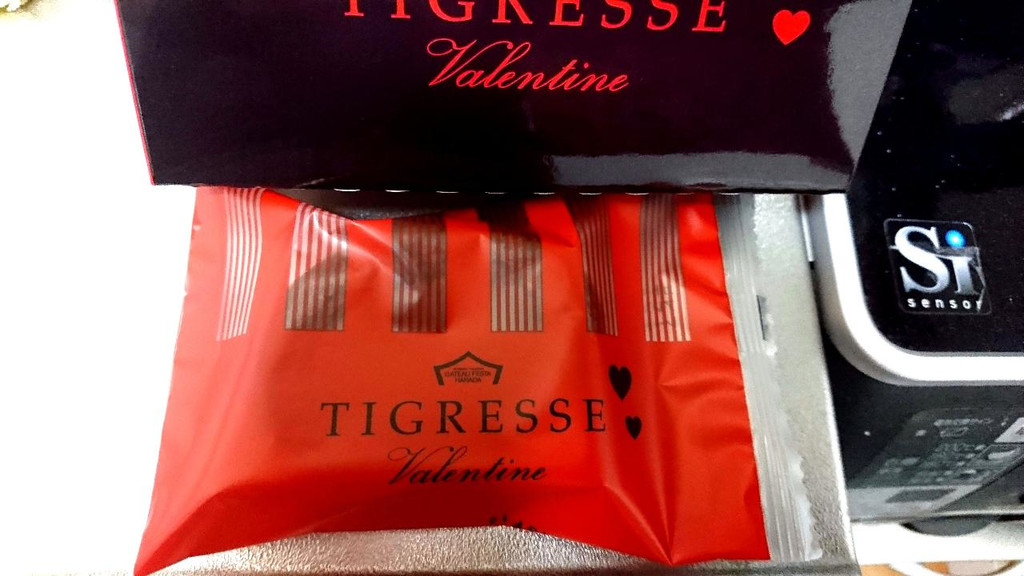 TIGRESSE
Valentine
Si
sensor
GATEAU FESTA
HARADA
TIGRESSE
Valentine